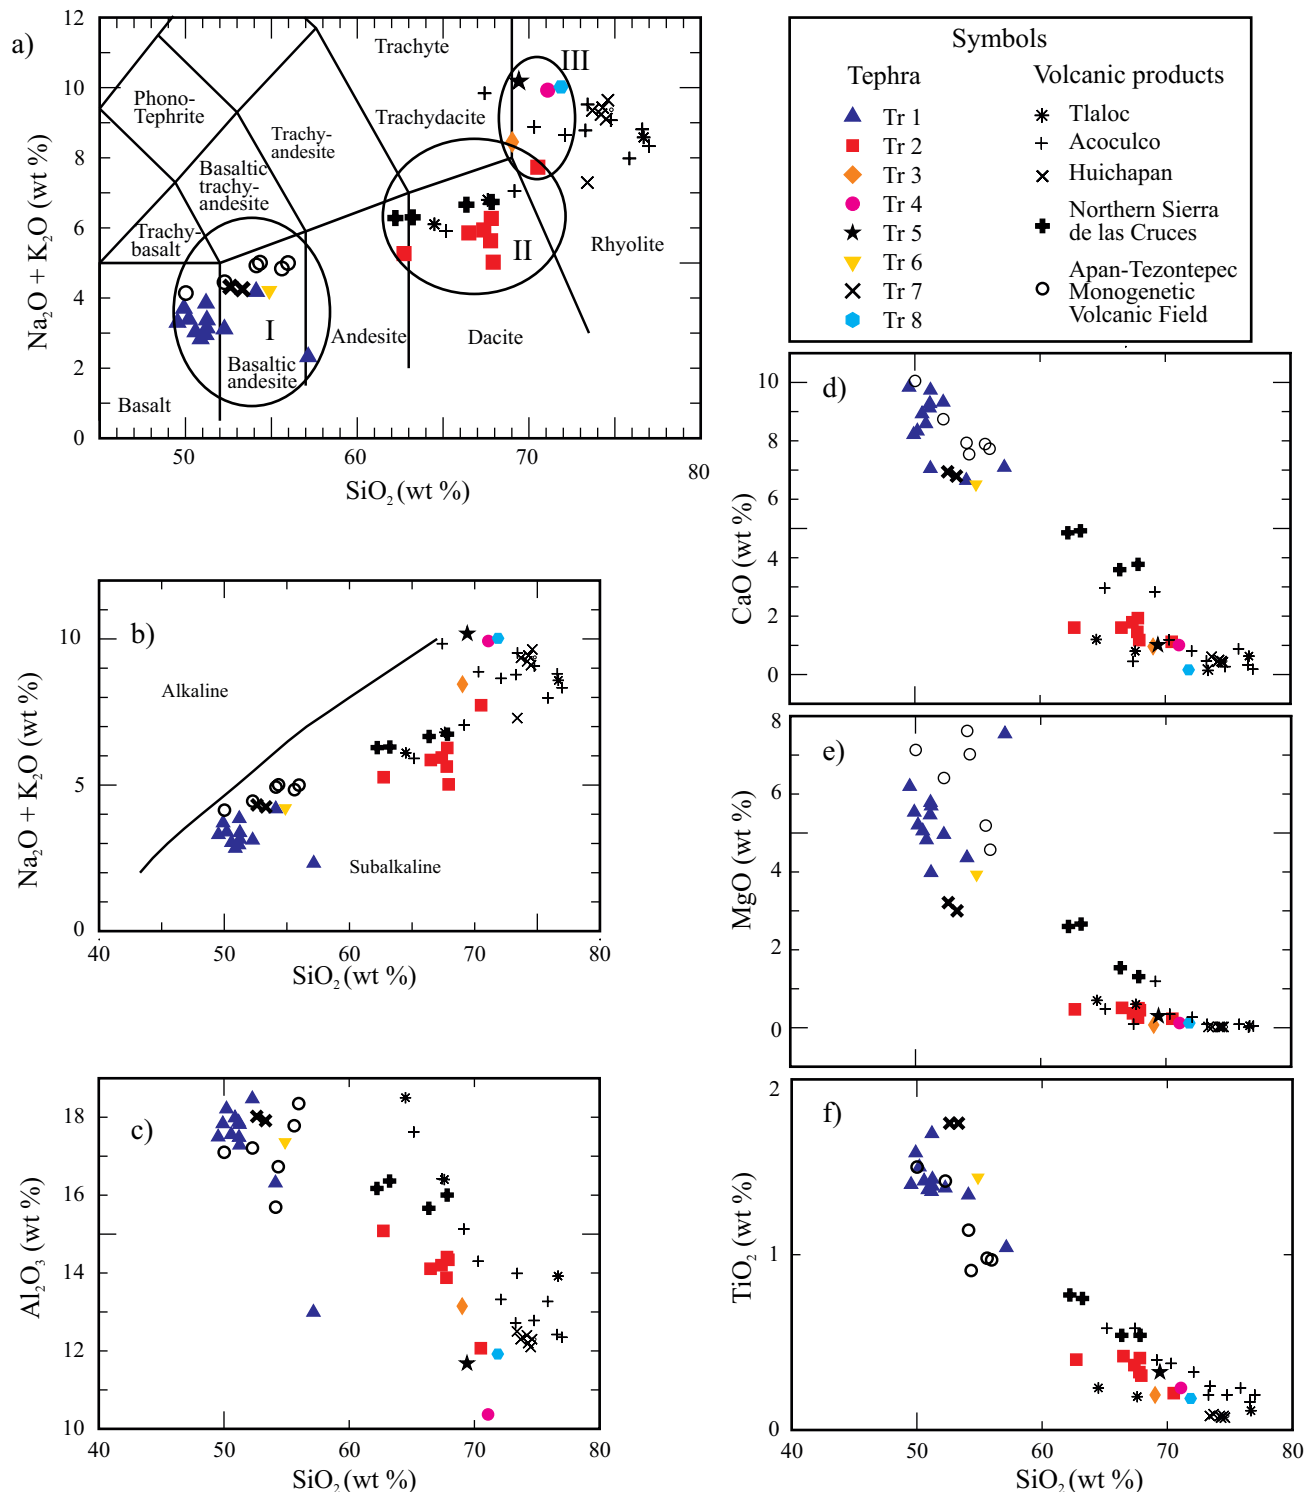 a)
Na₂O + K₂O (wt %)
12
10
8
6
4
2
0
50
60
70
80
SiO₂ (wt %)
Phono-
Tephrite
Trachy-
basalt
Basaltic
trachy-
andesite
Trachy-
andesite
Trachyte
Trachydacite
Basalt
Basaltic
andesite
Andesite
Dacite
Rhyolite
I
II
III
Symbols
Tephra
Tr 1
Tr 2
Tr 3
Tr 4
Tr 5
Tr 6
Tr 7
Tr 8
Volcanic products
Tlaloc
Acoculco
Huichapan
Northern Sierra
de las Cruces
Apan-Tezontepec
Monogenetic
Volcanic Field
b)
Na₂O + K₂O (wt %)
10
5
0
40
50
60
70
80
SiO₂ (wt %)
Alkaline
Subalkaline
c)
Al₂O₃ (wt %)
18
16
14
12
10
40
50
60
70
80
SiO₂ (wt %)
d)
CaO (wt %)
10
8
6
4
2
0
e)
MgO (wt %)
8
6
4
2
0
f)
TiO₂ (wt %)
2
1
0
40
50
60
70
80
SiO₂ (wt %)